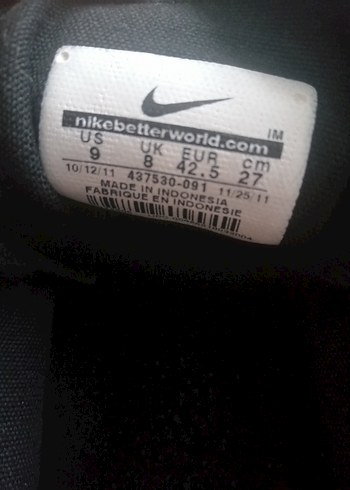 IM
nikebetterworld.com
US UK EUR cm
9 8 42.5 27
10/12/11 437530-091 11/25/11
MADE IN INDONESIA
FABRIQUE EN INDONESIE